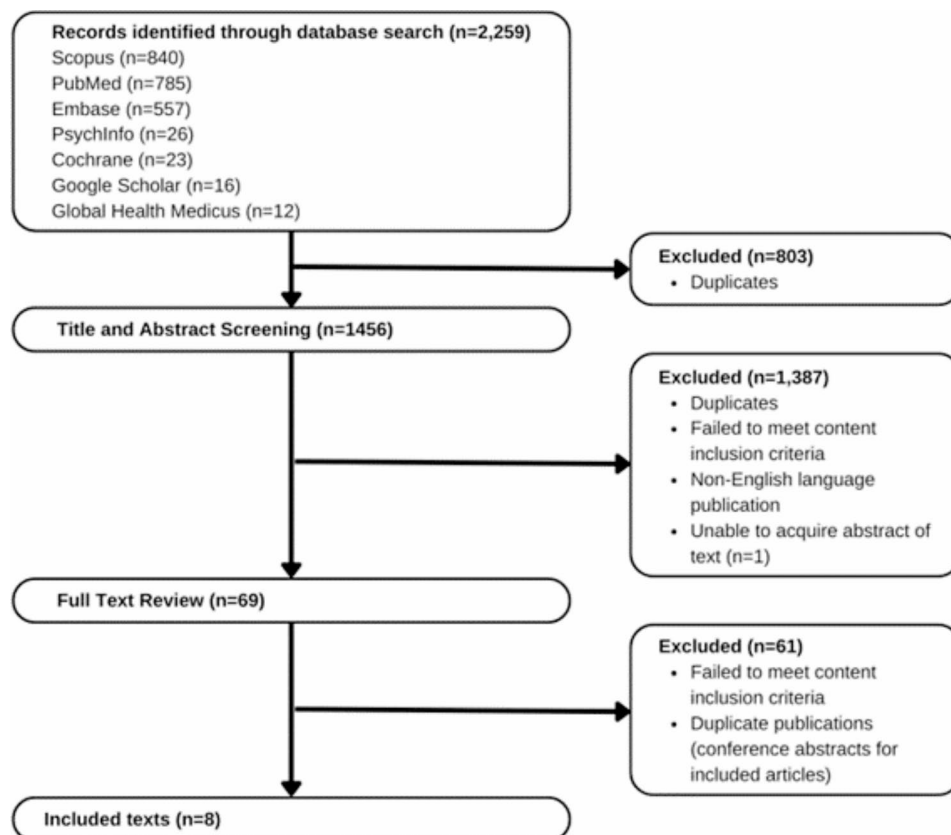 Records identified through database search (n=2,259)
Scopus (n=840)
PubMed (n=785)
Embase (n=557)
PsychInfo (n=26)
Cochrane (n=23)
Google Scholar (n=16)
Global Health Medicus (n=12)
Excluded (n=803)
• Duplicates
Title and Abstract Screening (n=1456)
Excluded (n=1,387)
• Duplicates
• Failed to meet content
inclusion criteria
• Non-English language
publication
• Unable to acquire abstract of
text (n=1)
Full Text Review (n=69)
Excluded (n=61)
• Failed to meet content
inclusion criteria
• Duplicate publications
(conference abstracts for
included articles)
Included texts (n=8)